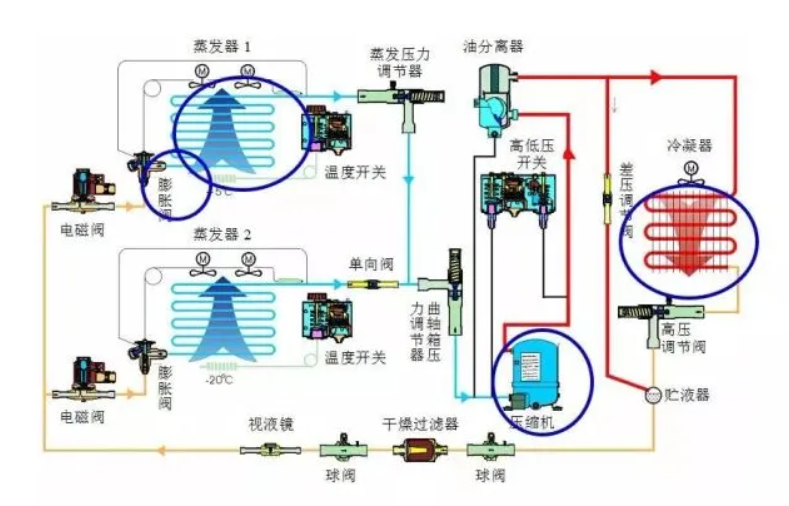 蒸发器 1
M
M
蒸发压力
调节器
油分离器
高低压
开关
冷凝器
M
温度开关
膨胀阀
5℃
差压调节阀
电磁阀
蒸发器 2
M
M
单向阀
曲轴箱压
力调节器
高压
调节阀
温度开关
膨胀阀
-20℃
电磁阀
压缩机
贮液器
视液镜
干燥过滤器
球阀
球阀